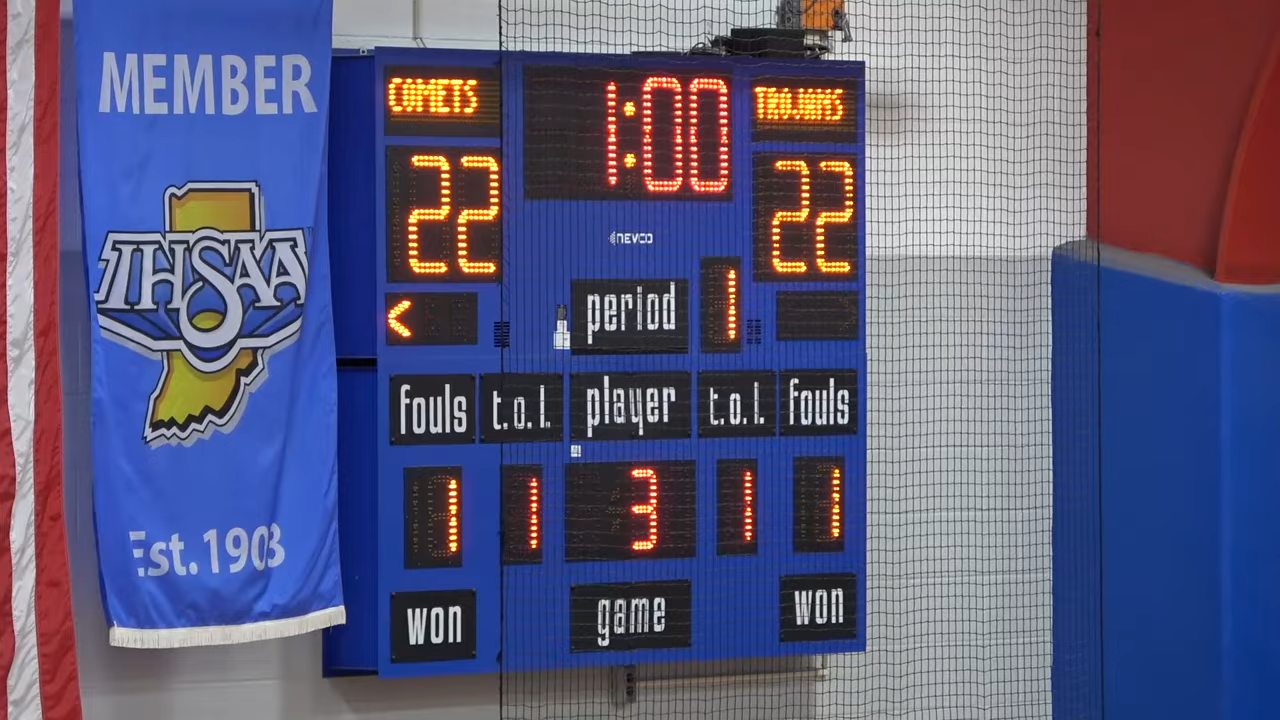 MEMBER
IHSAA
Est. 1903
COMETS 1:00 TROJANS
22 22
NEVCO
< period 1
fouls t.o.l. player t.o.l. fouls
1 1 3 1 1
won game won